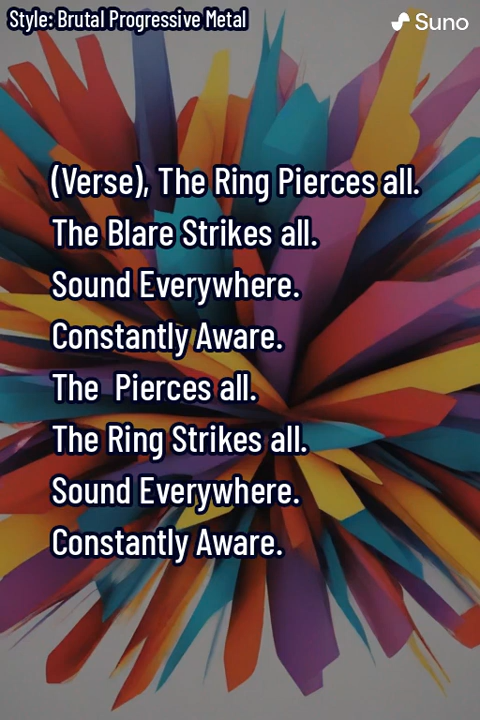 Style: Brutal Progressive Metal
Suno
(Verse), The Ring Pierces all.
The Blare Strikes all.
Sound Everywhere.
Constantly Aware.
The  Pierces all.
The Ring Strikes all.
Sound Everywhere.
Constantly Aware.